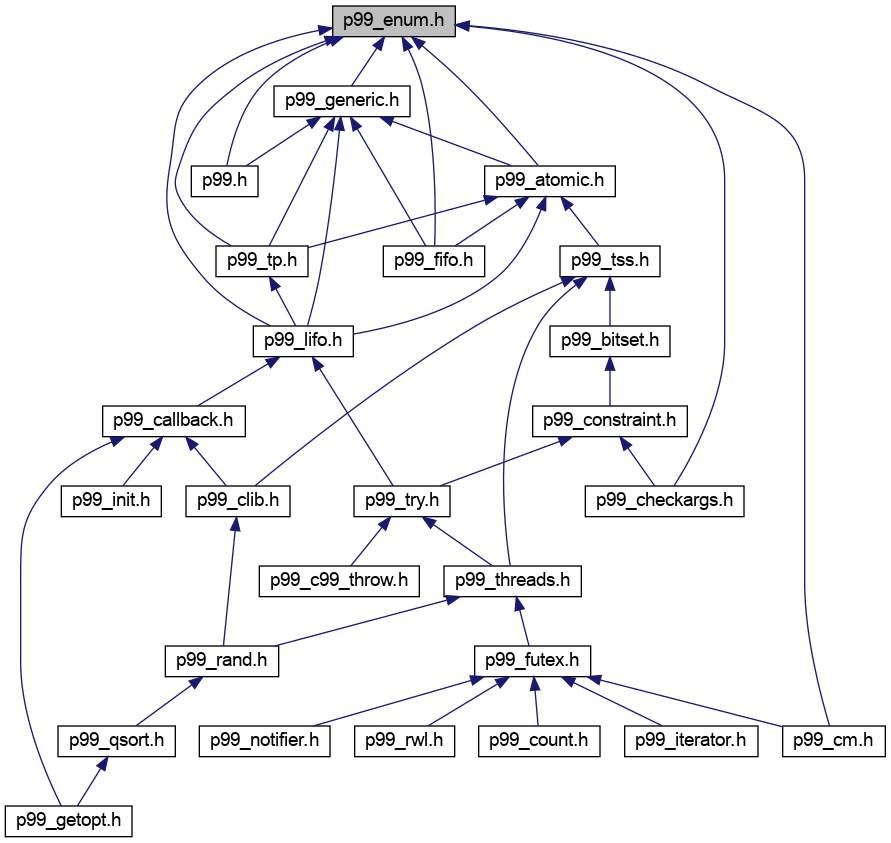 p99_enum.h
p99_generic.h
p99.h
p99_atomic.h
p99_tp.h
p99_fifo.h
p99_tss.h
p99_lifo.h
p99_bitset.h
p99_callback.h
p99_constraint.h
p99_init.h
p99_clib.h
p99_try.h
p99_checkargs.h
p99_c99_throw.h
p99_threads.h
p99_rand.h
p99_futex.h
p99_qsort.h
p99_notifier.h
p99_rwl.h
p99_count.h
p99_iterator.h
p99_cm.h
p99_getopt.h